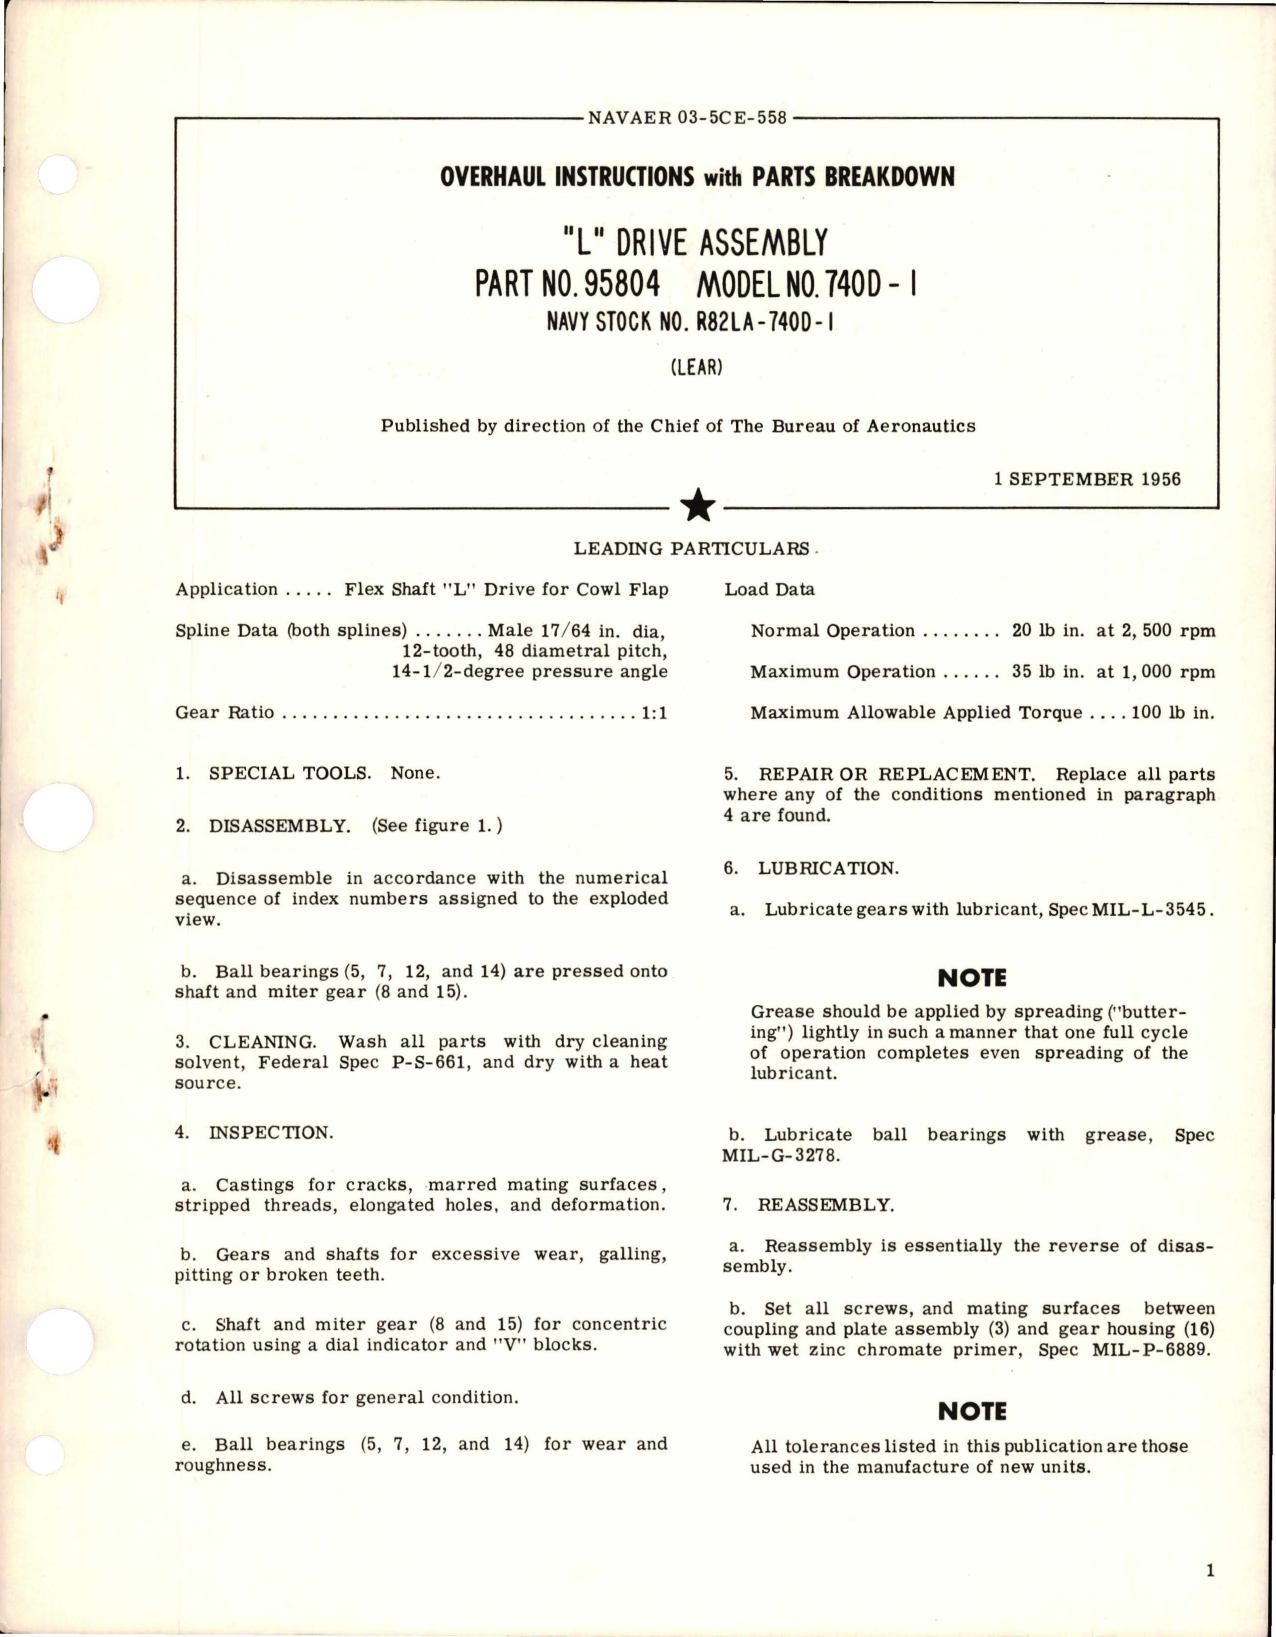 NAVAER 03-5CE-558
OVERHAUL INSTRUCTIONS with PARTS BREAKDOWN
"L" DRIVE ASSEMBLY
PART NO. 95804 MODEL NO. 740D-1
NAVY STOCK NO. R82LA-740D-1
(LEAR)
Published by direction of the Chief of The Bureau of Aeronautics
1 SEPTEMBER 1956
LEADING PARTICULARS
Application ..... Flex Shaft "L" Drive for Cowl Flap
Spline Data (both splines) ....... Male 17/64 in. dia,
12-tooth, 48 diametral pitch,
14-1/2-degree pressure angle
Gear Ratio ................................... 1:1
1. SPECIAL TOOLS. None.
2. DISASSEMBLY. (See figure 1.)
a. Disassemble in accordance with the numerical
sequence of index numbers assigned to the exploded
view.
b. Ball bearings (5, 7, 12, and 14) are pressed onto
shaft and miter gear (8 and 15).
3. CLEANING. Wash all parts with dry cleaning
solvent, Federal Spec P-S-661, and dry with a heat
source.
4. INSPECTION.
a. Castings for cracks, marred mating surfaces,
stripped threads, elongated holes, and deformation.
b. Gears and shafts for excessive wear, galling,
pitting or broken teeth.
c. Shaft and miter gear (8 and 15) for concentric
rotation using a dial indicator and "V" blocks.
d. All screws for general condition.
e. Ball bearings (5, 7, 12, and 14) for wear and
roughness.
Load Data
Normal Operation ........ 20 lb in. at 2,500 rpm
Maximum Operation ...... 35 lb in. at 1,000 rpm
Maximum Allowable Applied Torque .... 100 lb in.
5. REPAIR OR REPLACEMENT. Replace all parts
where any of the conditions mentioned in paragraph
4 are found.
6. LUBRICATION.
a. Lubricate gears with lubricant, Spec MIL-L-3545.
NOTE
Grease should be applied by spreading ("butter-
ing") lightly in such a manner that one full cycle
of operation completes even spreading of the
lubricant.
b. Lubricate ball bearings with grease, Spec
MIL-G-3278.
7. REASSEMBLY.
a. Reassembly is essentially the reverse of disas-
sembly.
b. Set all screws, and mating surfaces between
coupling and plate assembly (3) and gear housing (16)
with wet zinc chromate primer, Spec MIL-P-6889.
NOTE
All tolerances listed in this publication are those
used in the manufacture of new units.
1